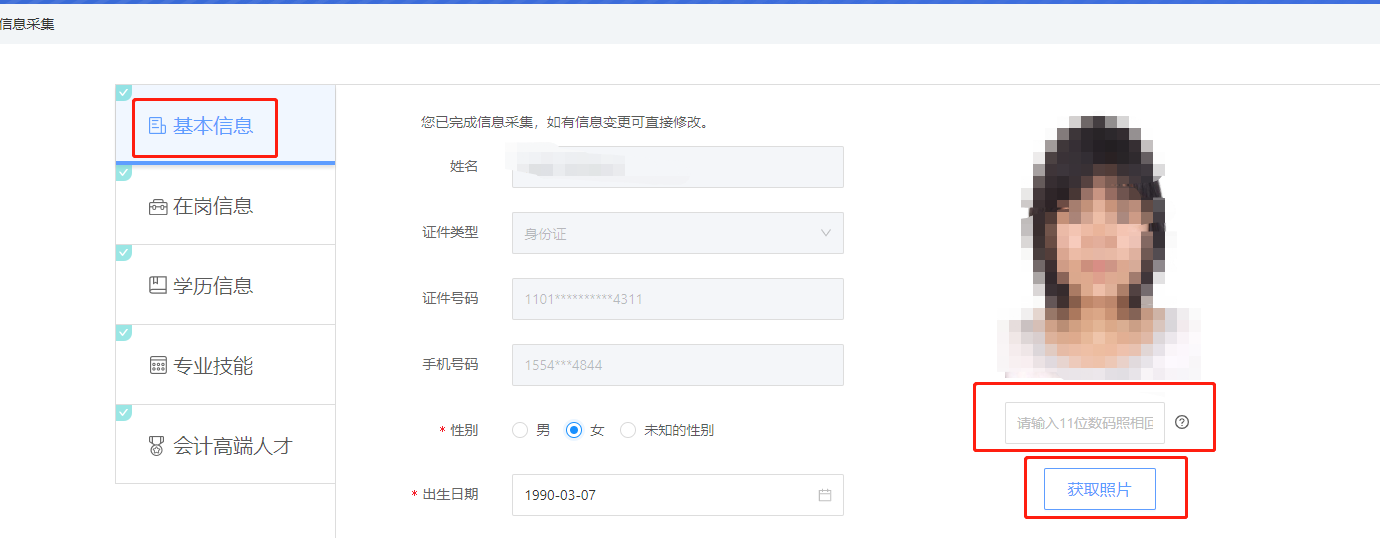 信息采集
基本信息
在岗信息
学历信息
专业技能
会计高端人才
您已完成信息采集，如有信息变更可直接修改。
姓名
证件类型 身份证
证件号码 1101**********4311
手机号码 1554***4844
* 性别 男 女 未知的性别
* 出生日期 1990-03-07
请输入11位数码照相回
获取照片